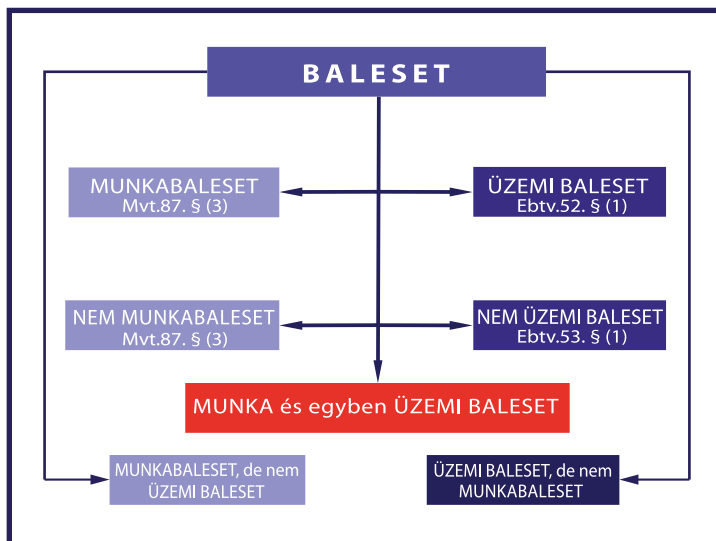 BALESET
MUNKABALESET
Mvt.87. § (3)
ÜZEMI BALESET
Ebtv.52. § (1)
NEM MUNKABALESET
Mvt.87. § (3)
NEM ÜZEMI BALESET
Ebtv.53. § (1)
MUNKA és egyben ÜZEMI BALESET
MUNKABALESET, de nem
ÜZEMI BALESET
ÜZEMI BALESET, de nem
MUNKABALESET